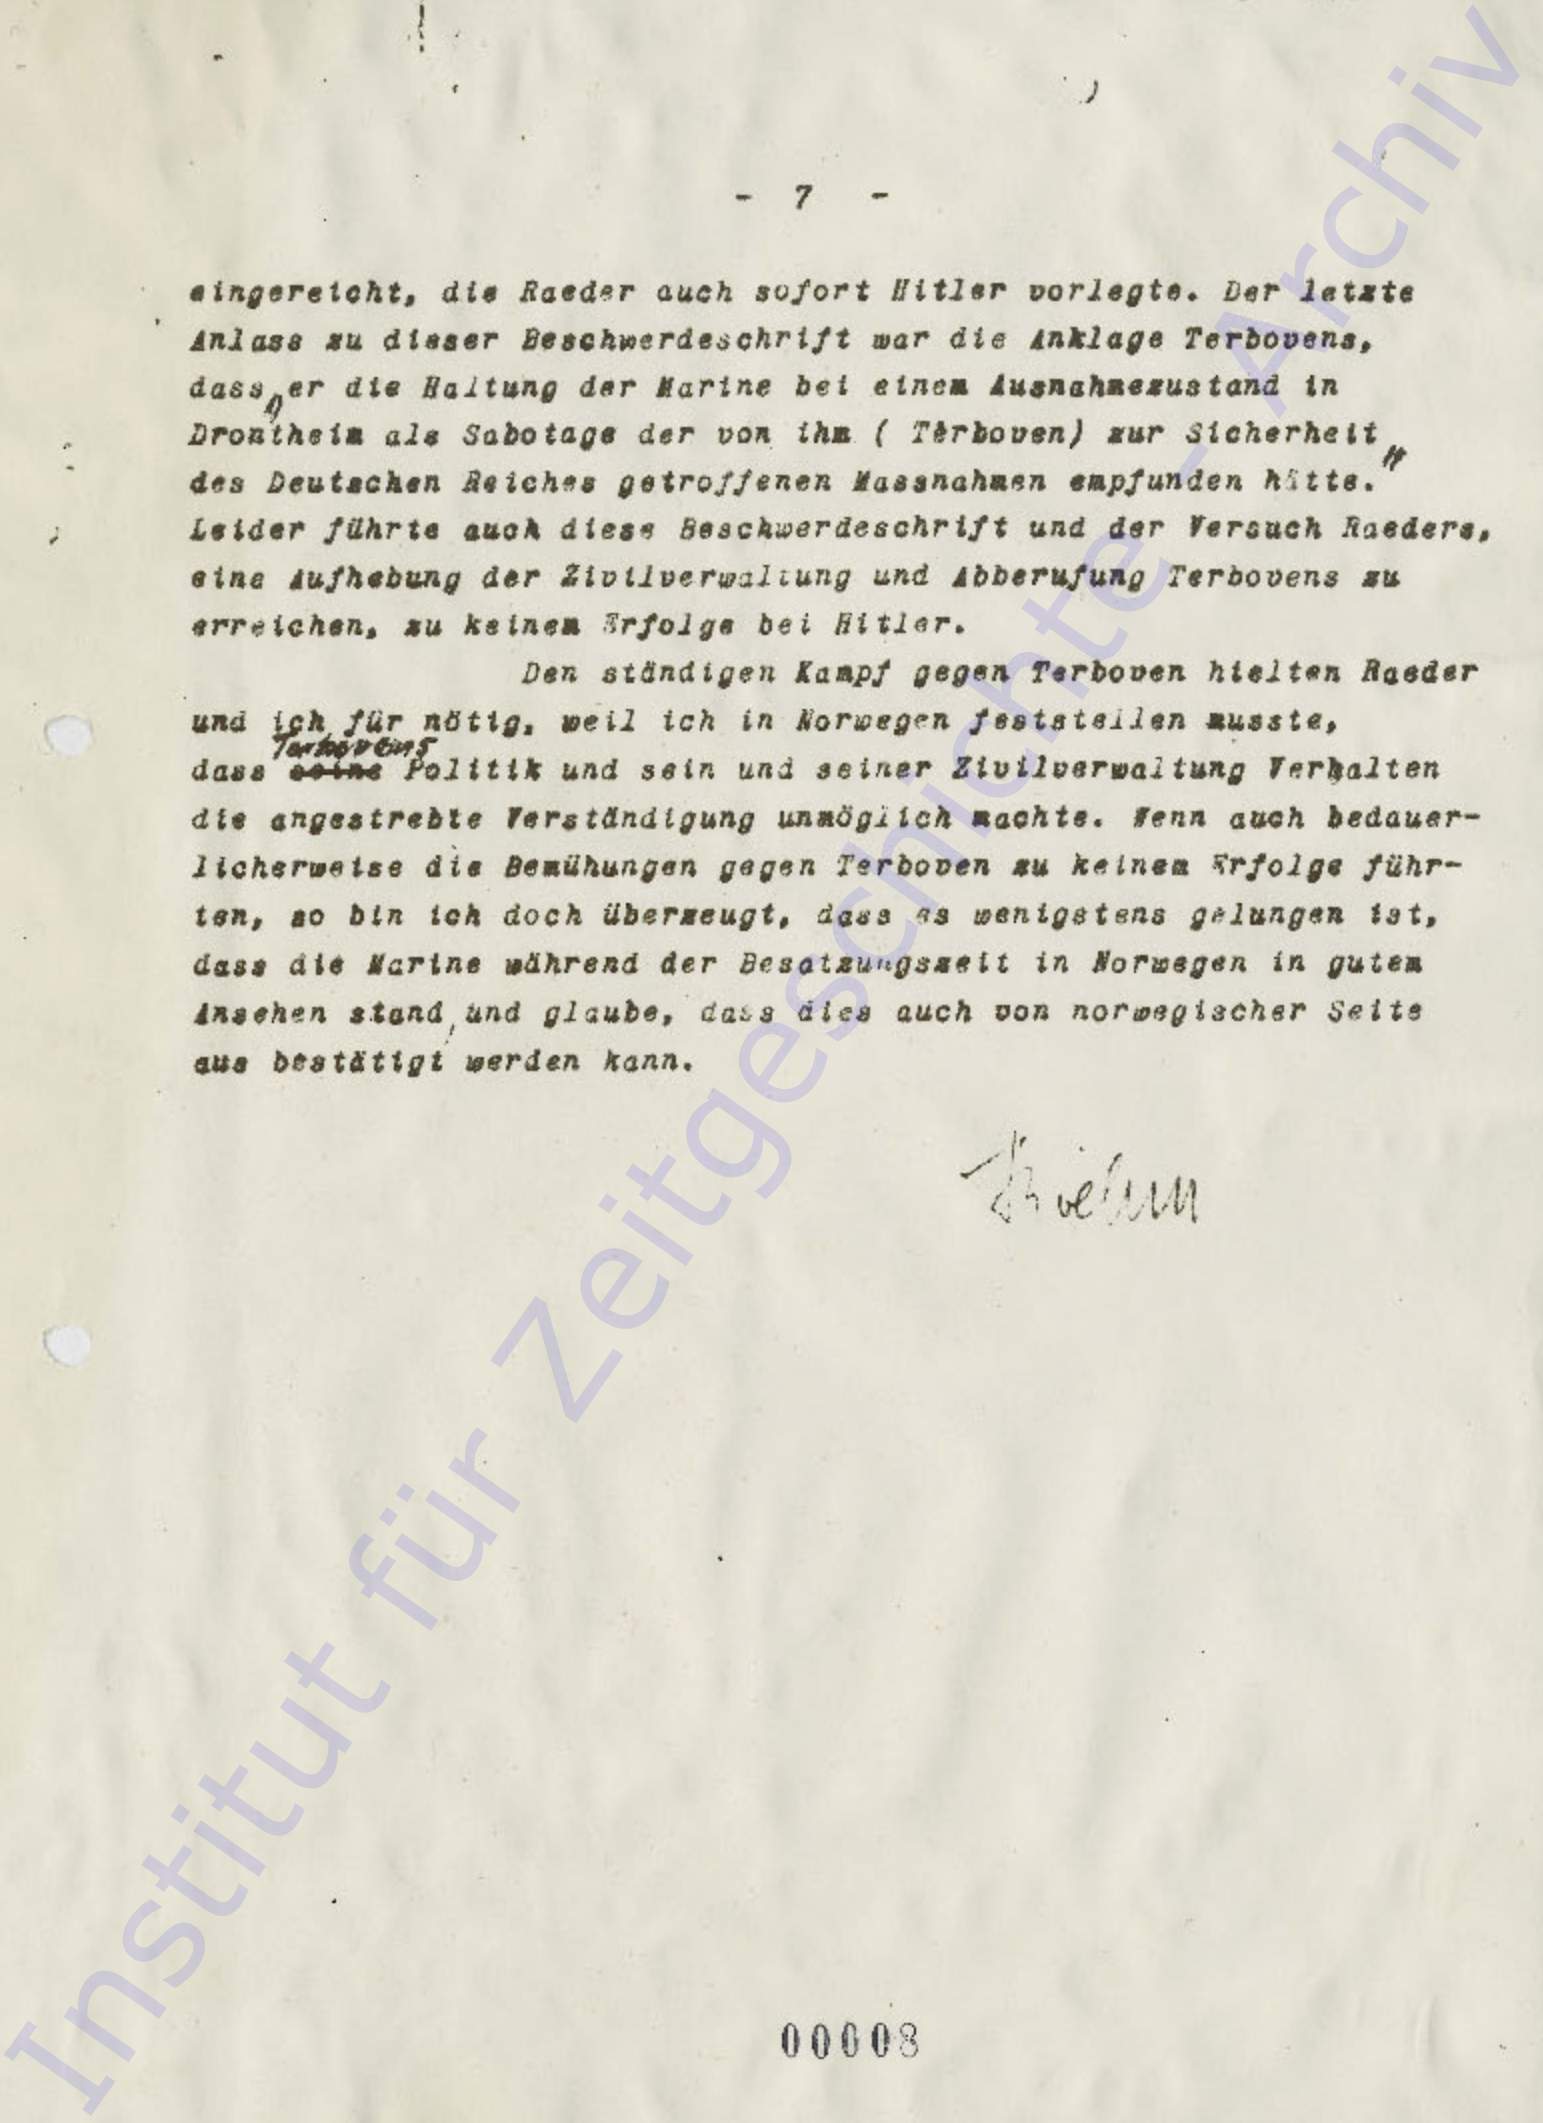 - 7 -
eingereicht, die Raeder auch sofort Hitler vorlegte. Der letzte
Anlass zu dieser Beschwerdeschrift war die Anklage Terbovens,
dass „er die Haltung der Marine bei einem Ausnahmezustand in
Drontheim als Sabotage der von ihm ( Terboven) zur Sicherheit
des Deutschen Reiches getroffenen Massnahmen empfunden hätte."
Leider führte auch diese Beschwerdeschrift und der Versuch Raeders,
eine Aufhebung der Zivilverwaltung und Abberufung Terbovens zu
erreichen, zu keinem Erfolge bei Hitler.
Den ständigen Kampf gegen Terboven hielten Raeder
und ich für nötig, weil ich in Norwegen feststellen musste,
Terbovens
dass seine Politik und sein und seiner Zivilverwaltung Verhalten
die angestrebte Verständigung unmöglich machte. Wenn auch bedauer-
licherweise die Bemühungen gegen Terboven zu keinem Erfolge führ-
ten, so bin ich doch überzeugt, dass es wenigstens gelungen ist,
dass die Marine während der Besatzungszeit in Norwegen in gutem
Ansehen stand, und glaube, dass dies auch von norwegischer Seite
aus bestätigt werden kann.
Boehm
00008
Institut für Zeitgeschichte - Archiv